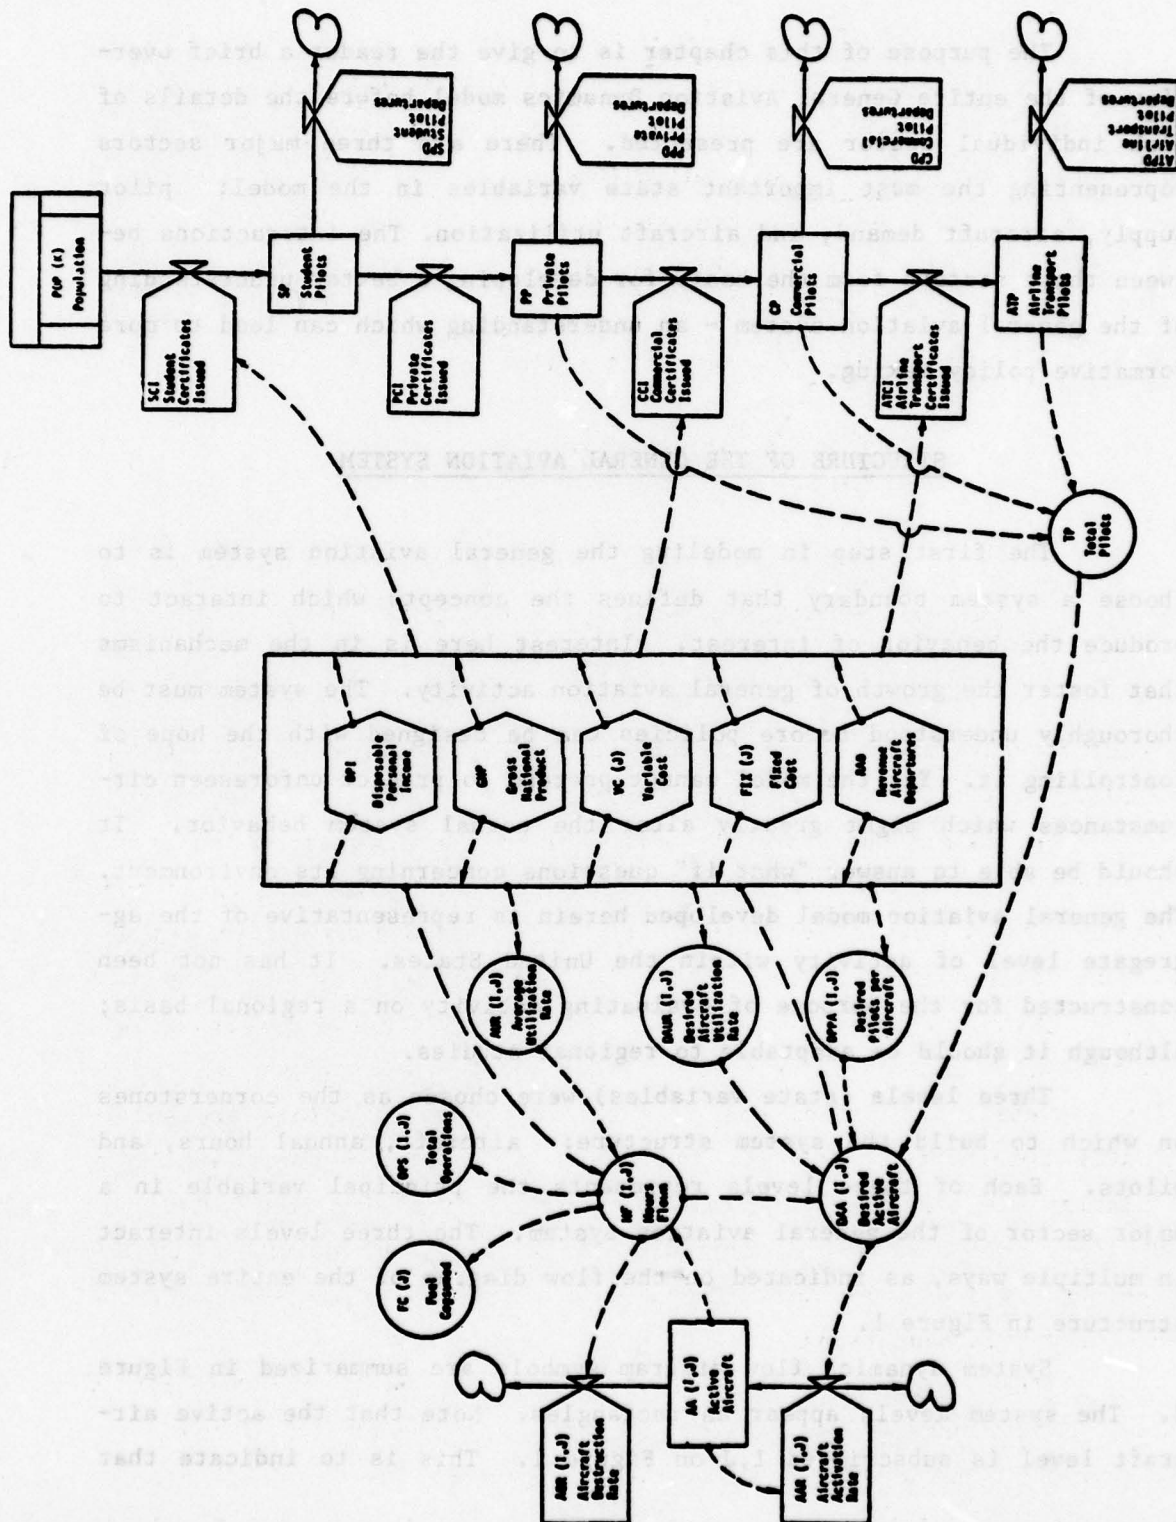 POP (K)
Population
SCI
Student
Certificates
Issued
SP
Student
Pilots
SPD
Student
Pilot
Departures
PCI
Private
Certificates
Issued
PP
Private
Pilots
PPD
Private
Pilot
Departures
CCI
Commercial
Certificates
Issued
CP
Commercial
Pilots
CPD
Commercial
Pilot
Departures
ATCI
Airline
Transport
Certificates
Issued
ATP
Airline
Transport
Pilots
ATPD
Airline
Transport
Pilot
Departures
TP
Total
Pilots
DPI
Disposable
Personal
Income
GNP
Gross
National
Product
VC (J)
Variable
Cost
FIX (J)
Fixed
Cost
Revenue
Aircraft
Departures
AUR (I,J)
Average
Utilization
Rate
DAUR (I,J)
Desired
Aircraft
Utilization
Rate
DPPA (I,J)
Desired
Pilots per
Aircraft
OPS (I,J)
Total
Operations
FC (J)
Fuel
Consumed
HF (I,J)
Hours
Flown
DAA (I,J)
Desired
Active
Aircraft
ADR (I,J)
Aircraft
Destruction
Rate
AA (I,J)
Active
Aircraft
AAR (I,J)
Aircraft
Activation
Rate
The purpose of this chapter is to give the reader a brief over-
of the entire General Aviation Dynamics model before the details of
individual sector are presented. There are three major sectors
representing the most important state variables in the model: pilot
supply, aircraft demand, and aircraft utilization. The interactions be-
of the general aviation system - an understanding which can lead to more
policy making.
STRUCTURE OF THE GENERAL AVIATION SYSTEM
The first step in modeling the general aviation system is to
choose a system boundary that defines the concepts which interact to
produce the behavior of interest. Interest here is in the mechanisms
that foster the growth of general aviation activity. The system must be
thoroughly understood before policies can be designed with the hope of
controlling it. unforeseen cir-
cumstances which might greatly alter the normal system behavior. It
should be able to answer "what if" questions concerning its environment.
The general aviation model developed herein is representative of the ag-
gregate level of activity within the United States. It has not been
constructed for the purpose of evaluating activity on a regional basis;
although it should be adaptable to regional studies.
Three levels (state variables) were chosen as the cornerstones
on which to build the system structure: aircraft, annual hours, and
pilots. Each of these levels represents the principal variable in a
major sector of the general aviation system. The three levels interact
in multiple ways, as indicated on the flow diagram of the entire system
structure in Figure 1.
System Dynamics flow diagram symbols are summarized in Figure
The system levels appear as rectangles. Note that the active air-
craft level is subscripted I,J on Figure 1. This is to indicate that